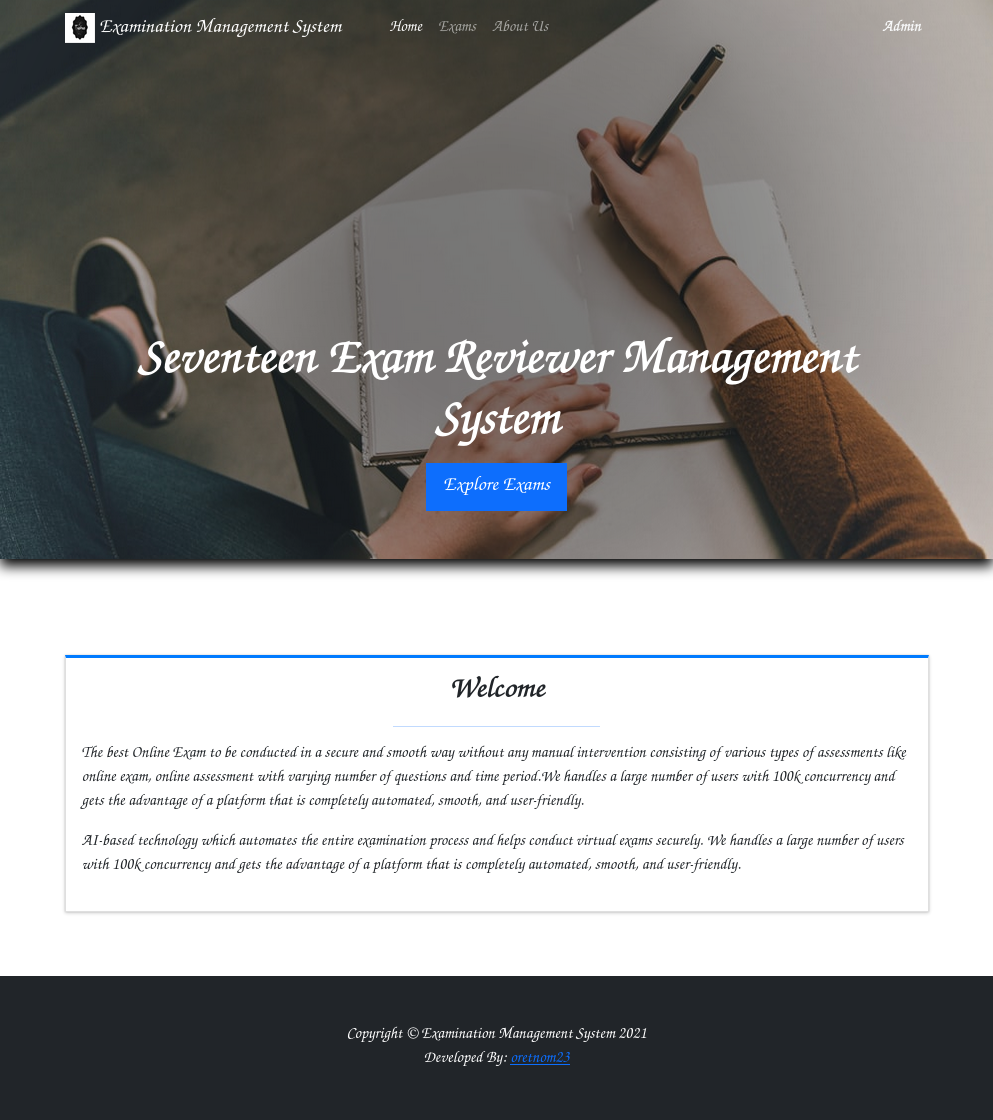 Examination Management System
Home
Exams
About Us
Admin
Seventeen Exam Reviewer Management
System
Explore Exams
Welcome
The best Online Exam to be conducted in a secure and smooth way without any manual intervention consisting of various types of assessments like
online exam, online assessment with varying number of questions and time period.We handles a large number of users with 100k concurrency and
gets the advantage of a platform that is completely automated, smooth, and user-friendly.
AI-based technology which automates the entire examination process and helps conduct virtual exams securely. We handles a large number of users
with 100k concurrency and gets the advantage of a platform that is completely automated, smooth, and user-friendly.
Copyright © Examination Management System 2021
Developed By: oretnom23